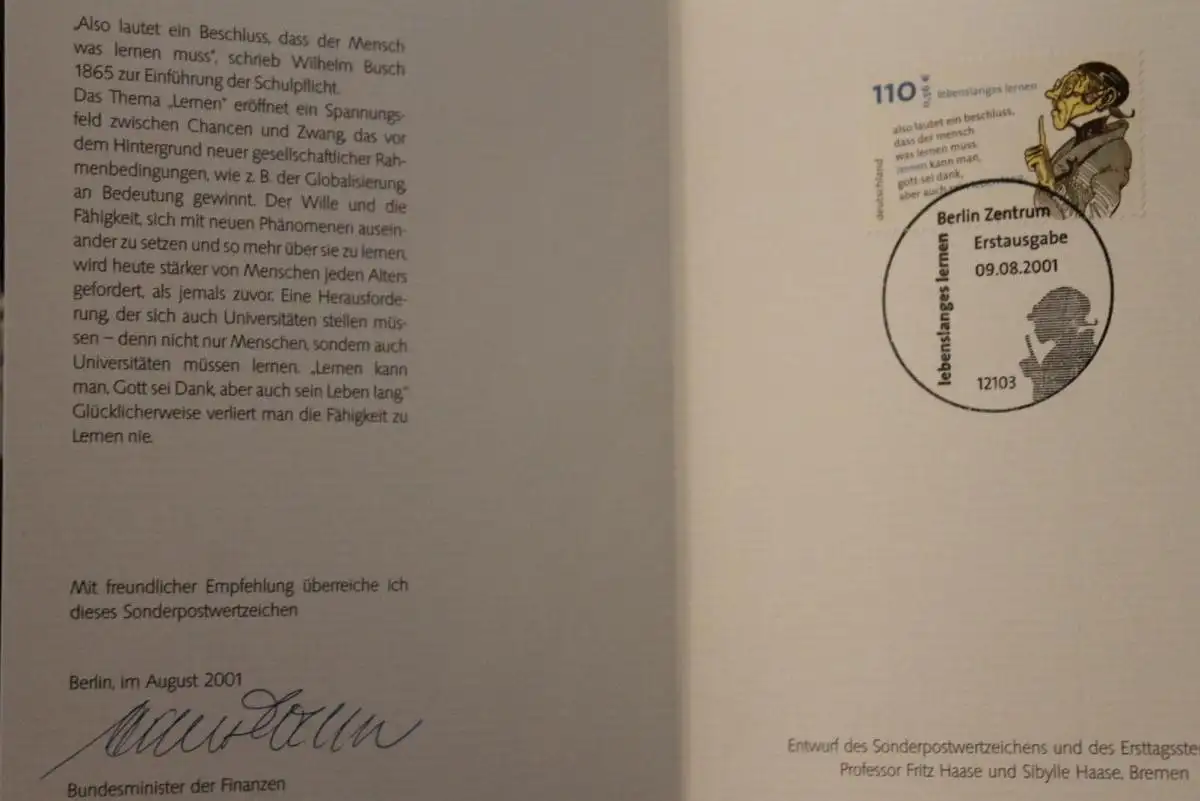 „Also lautet ein Beschluss, dass der Mensch
was lernen muss“, schrieb Wilhelm Busch
1865 zur Einführung der Schulpflicht.
Das Thema „Lernen“ eröffnet ein Spannungs-
feld zwischen Chancen und Zwang, das vor
dem Hintergrund neuer gesellschaftlicher Rah-
menbedingungen, wie z. B. der Globalisierung,
an Bedeutung gewinnt. Der Wille und die
Fähigkeit, sich mit neuen Phänomenen ausein-
ander zu setzen und so mehr über sie zu lernen,
wird heute stärker von Menschen jeden Alters
gefordert, als jemals zuvor. Eine Herausforde-
rung, der sich auch Universitäten stellen müs-
sen – denn nicht nur Menschen, sondern auch
Universitäten müssen lernen. „Lernen kann
man, Gott sei Dank, aber auch sein Leben lang.“
Glücklicherweise verliert man die Fähigkeit zu
Lernen nie.
Mit freundlicher Empfehlung überreiche ich
dieses Sonderpostwertzeichen
Berlin, im August 2001
Bundesminister der Finanzen
110
0,56 €
lebenslanges lernen
also lautet ein beschluss,
dass der mensch
was lernen muss.
lernen kann man,
gott sei dank,
aber auch
deutschland
Berlin Zentrum
Erstausgabe
09.08.2001
lebenslanges lernen
12103
Entwurf des Sonderpostwertzeichens und des Ersttagsste
Professor Fritz Haase und Sibylle Haase, Bremen